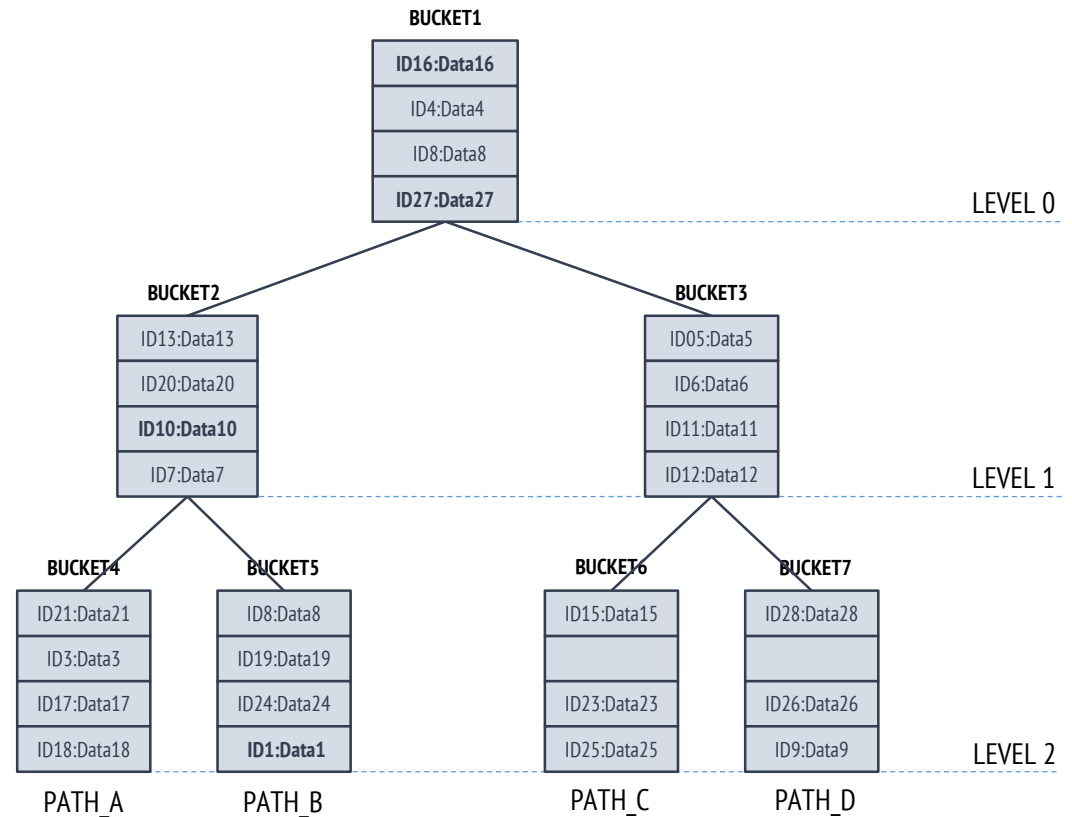 BUCKET1
ID16:Data16
ID4:Data4
ID8:Data8
ID27:Data27
LEVEL 0
BUCKET2
ID13:Data13
ID20:Data20
ID10:Data10
ID7:Data7
BUCKET3
ID05:Data5
ID6:Data6
ID11:Data11
ID12:Data12
LEVEL 1
BUCKET4
ID21:Data21
ID3:Data3
ID17:Data17
ID18:Data18
PATH_A
BUCKET5
ID8:Data8
ID19:Data19
ID24:Data24
ID1:Data1
PATH_B
BUCKET6
ID15:Data15
ID23:Data23
ID25:Data25
PATH_C
BUCKET7
ID28:Data28
ID26:Data26
ID9:Data9
PATH_D
LEVEL 2